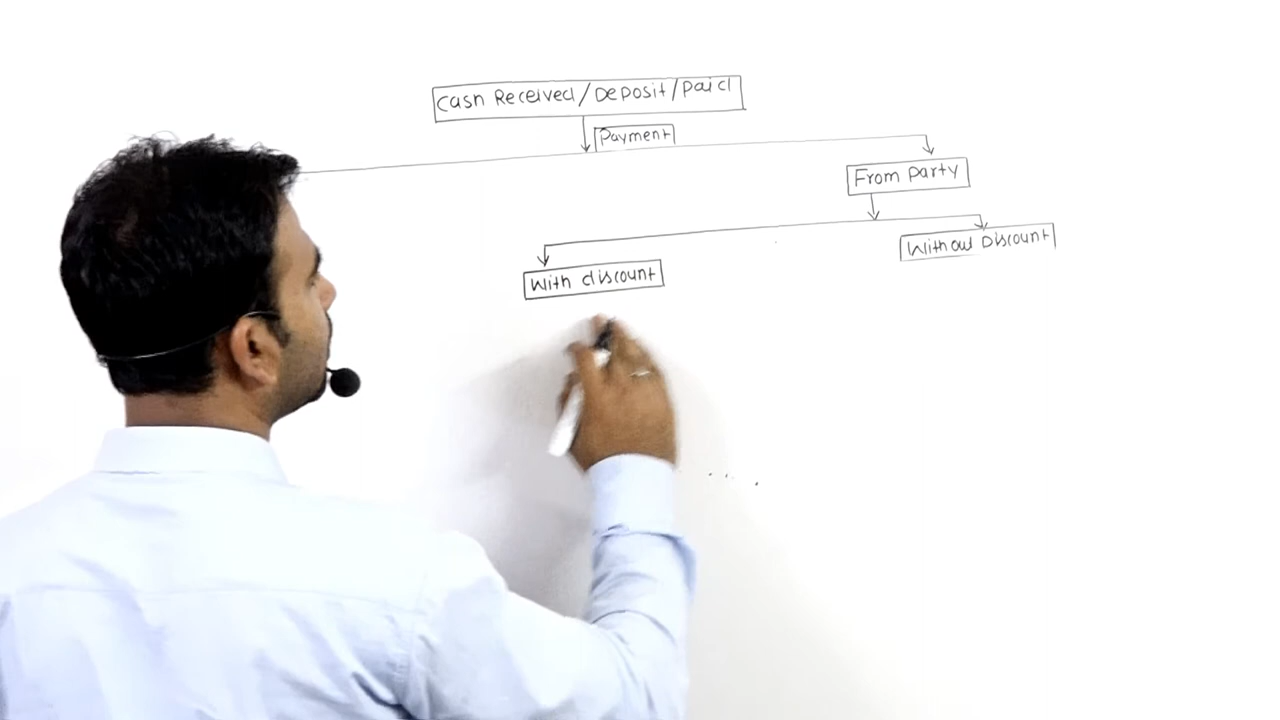 Cash Received/Deposit/Paid
Payment
From Party
With discount
Without Discount